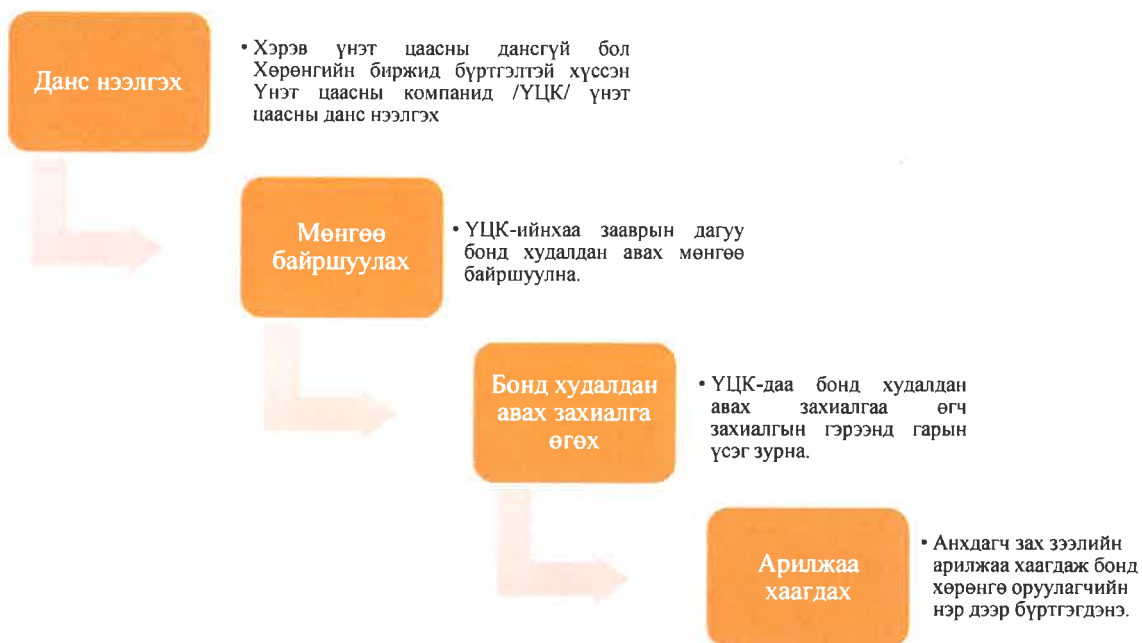 Данс нээлгэх
• Хэрэв үнэт цаасны дансгүй бол
Хөрөнгийн биржид бүртгэлтэй хүссэн
Үнэт цаасны компанид /ҮЦК/ үнэт
цаасны данс нээлгэх
Мөнгөө
байршуулах
• ҮЦК-ийнхаа зааврын дагуу
бонд худалдан авах мөнгөө
байршуулна.
Бонд худалдан
авах захиалга
өгөх
• ҮЦК-даа бонд худалдан
авах захиалгаа өгч
захиалгын гэрээнд гарын
үсэг зурна.
Арилжаа
хаагдах
• Анхдагч зах зээлийн
арилжаа хаагдаж бонд
хөрөнгө оруулагчийн
нэр дээр бүртгэгдэнэ.